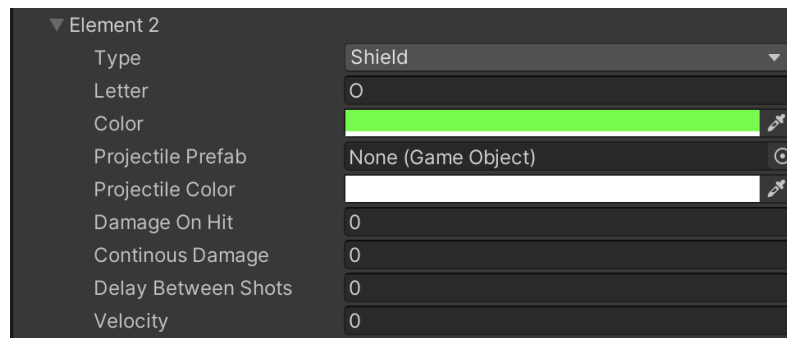 Element 2
Type Shield
Letter O
Color
Projectile Prefab None (Game Object)
Projectile Color
Damage On Hit 0
Continous Damage 0
Delay Between Shots 0
Velocity 0